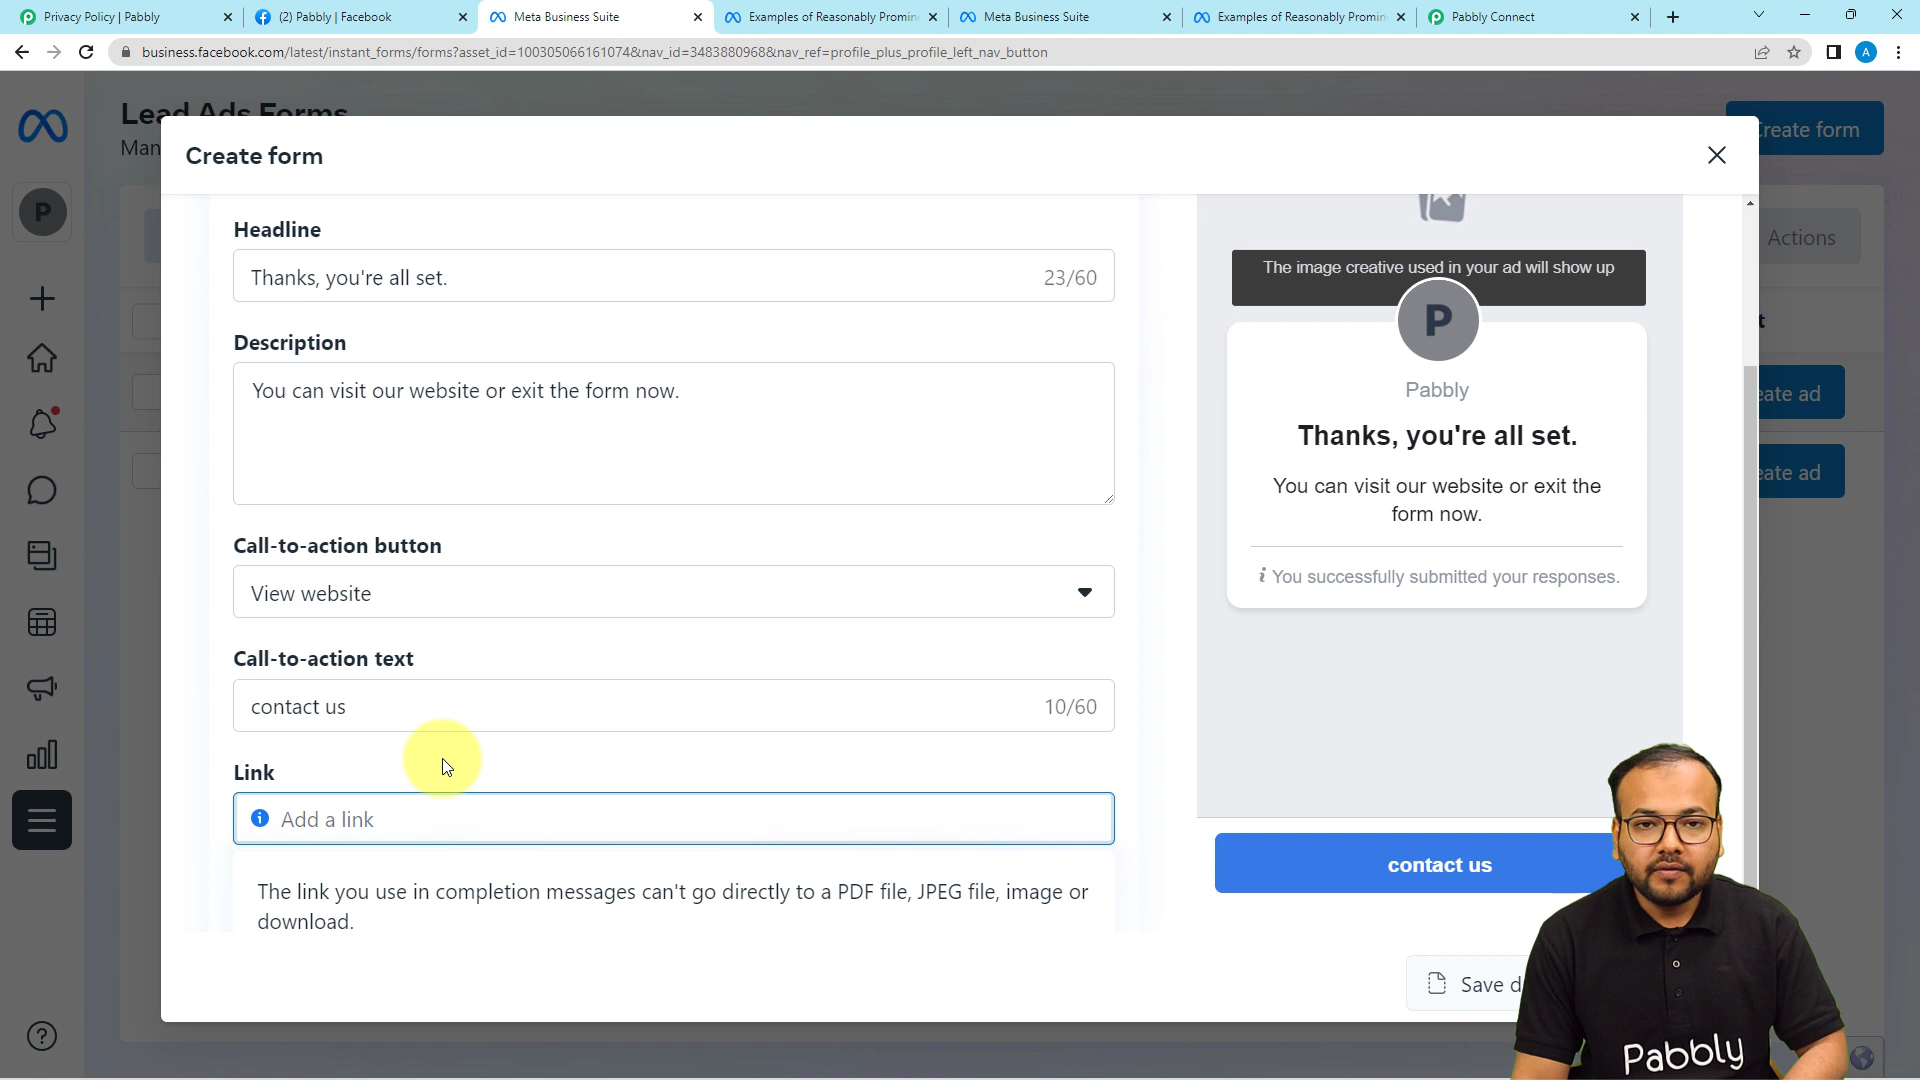 Privacy Policy | Pabbly
(2) Pabbly | Facebook
Meta Business Suite
Examples of Reasonably Promin
Meta Business Suite
Examples of Reasonably Promin
Pabbly Connect
business.facebook.com/latest/instant_forms/forms?asset_id=100305066161074&nav_id=3483880968&nav_ref=profile_plus_profile_left_nav_button
A
Lead Ads Forms
Man
Create form
P
Create form
Actions
Headline
Thanks, you're all set.
23/60
Description
You can visit our website or exit the form now.
Call-to-action button
View website
Call-to-action text
contact us
10/60
Link
Add a link
The link you use in completion messages can't go directly to a PDF file, JPEG file, image or
download.
The image creative used in your ad will show up
P
Pabbly
Thanks, you're all set.
You can visit our website or exit the
form now.
You successfully submitted your responses.
contact us
Save d
t
eate ad
eate ad
Pabbly